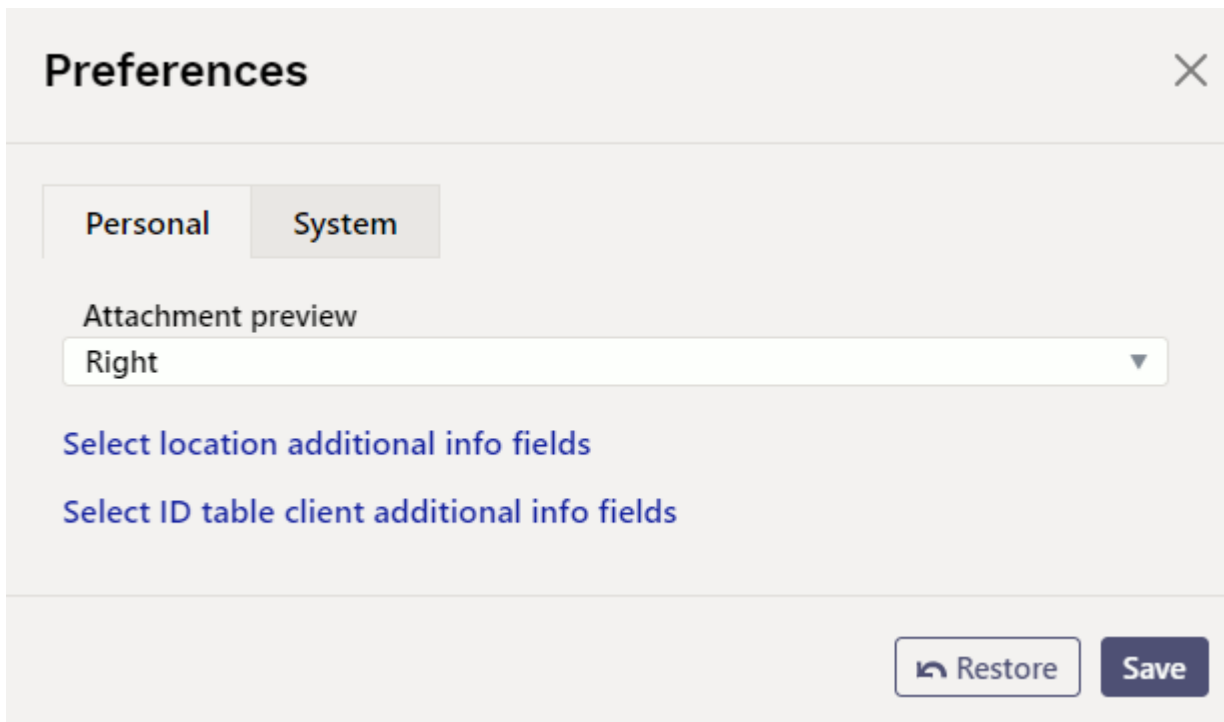 Preferences
Personal System
Attachment preview
Right
Select location additional info fields
Select ID table client additional info fields
Restore Save